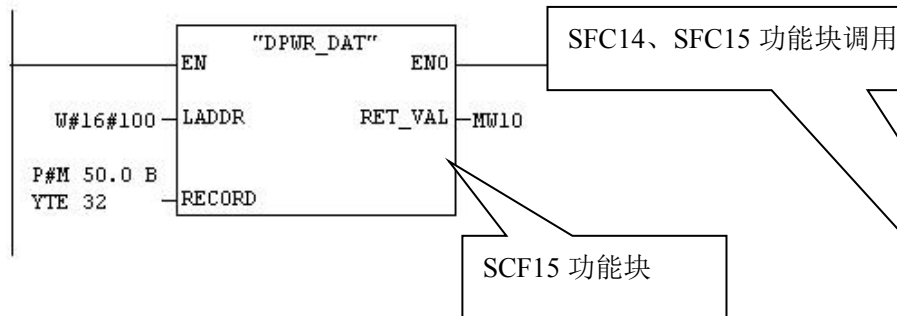 "DPWR_DAT"
SFC14、SFC15 功能块调用
EN
ENO
W#16#100
LADDR
RET_VAL
MW10
P#M 50.0 B
YTE 32
RECORD
SCF15 功能块